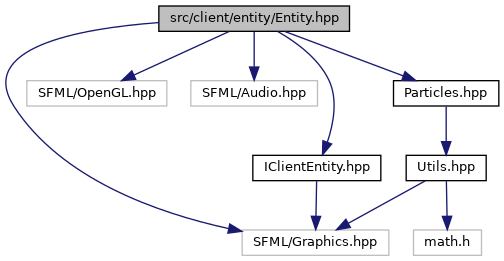 src/client/entity/Entity.hpp
SFML/OpenGL.hpp
SFML/Audio.hpp
Particles.hpp
IClientEntity.hpp
Utils.hpp
SFML/Graphics.hpp
math.h